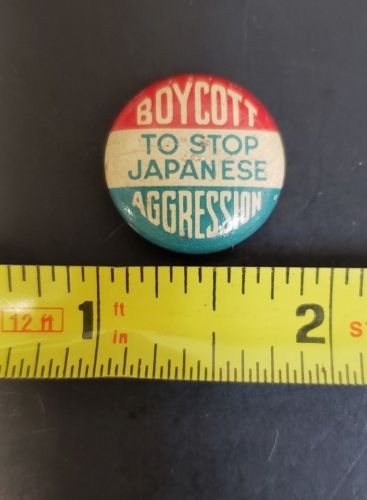 BOYCOTT
TO STOP
JAPANESE
AGGRESSION
12 ft 1 ft 2 S
in